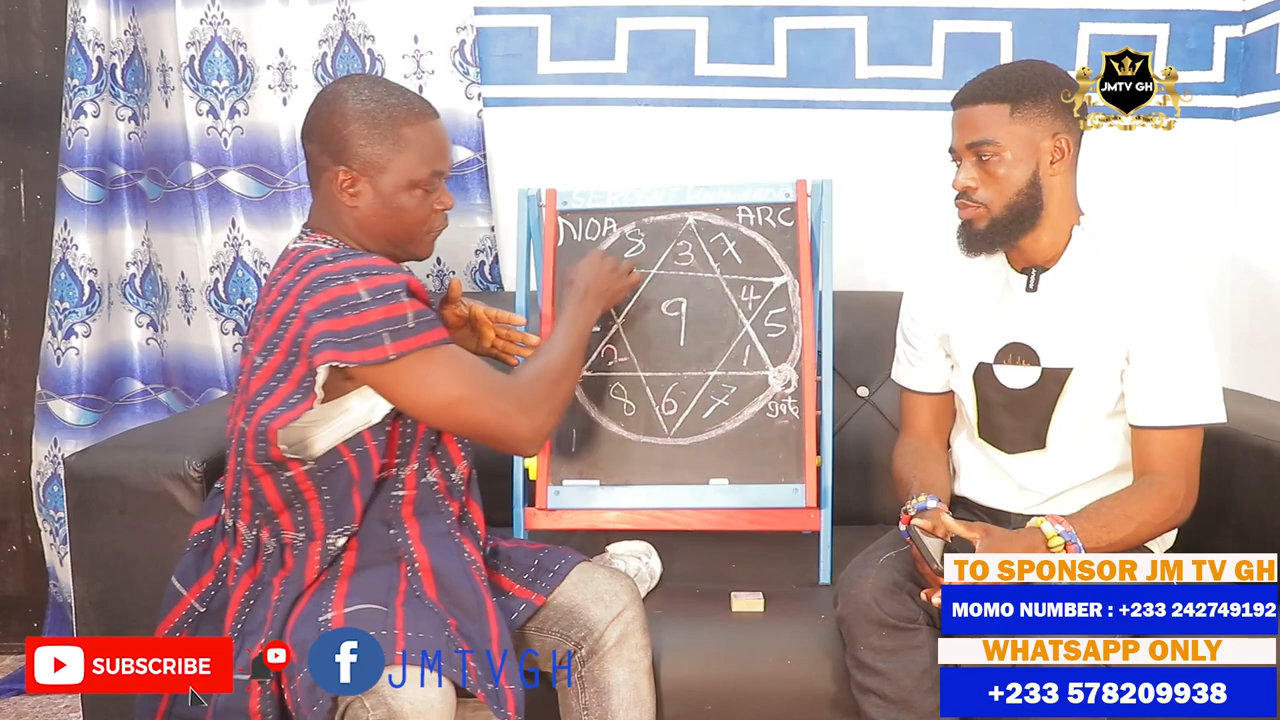 JMTV GH
NOA
ARC
8 3 7
4
9 5
2 1
8 6 7
gate
TO SPONSOR JM TV GH
MOMO NUMBER : +233 242749192
WHATSAPP ONLY
+233 578209938
SUBSCRIBE
f JMTVGH